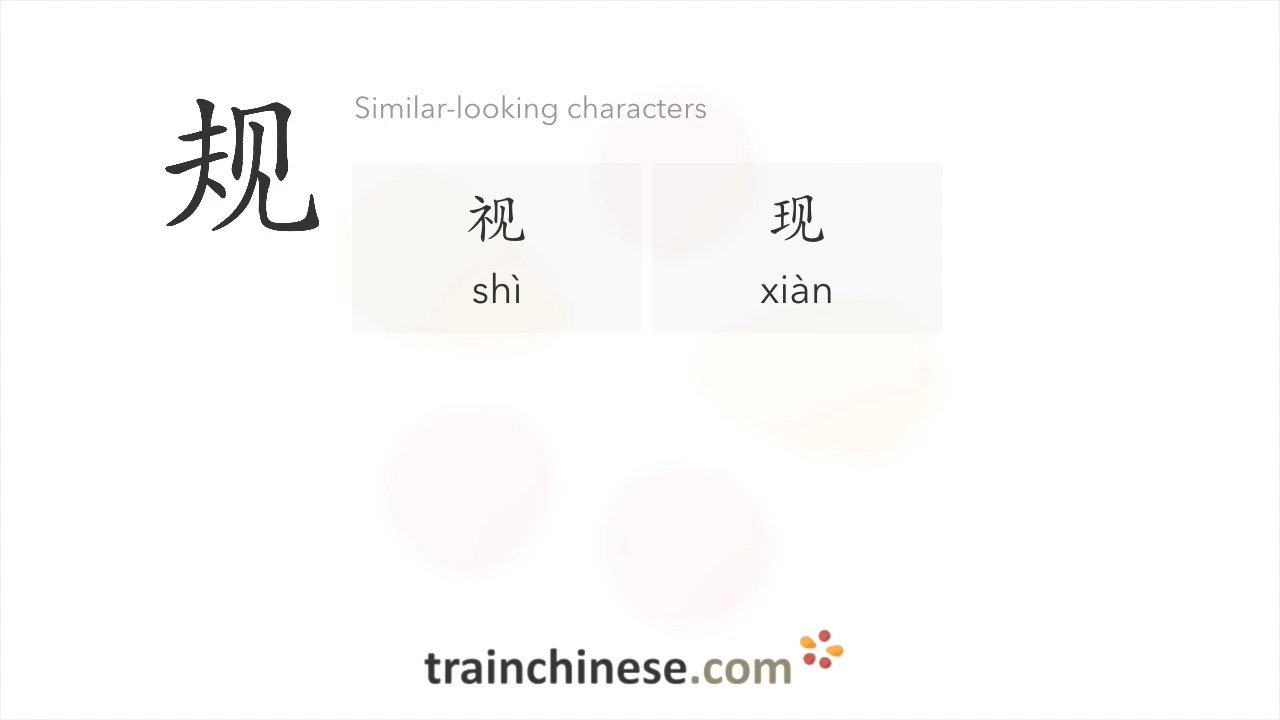 规
Similar-looking characters
视 现
shì xiàn
trainchinese.com